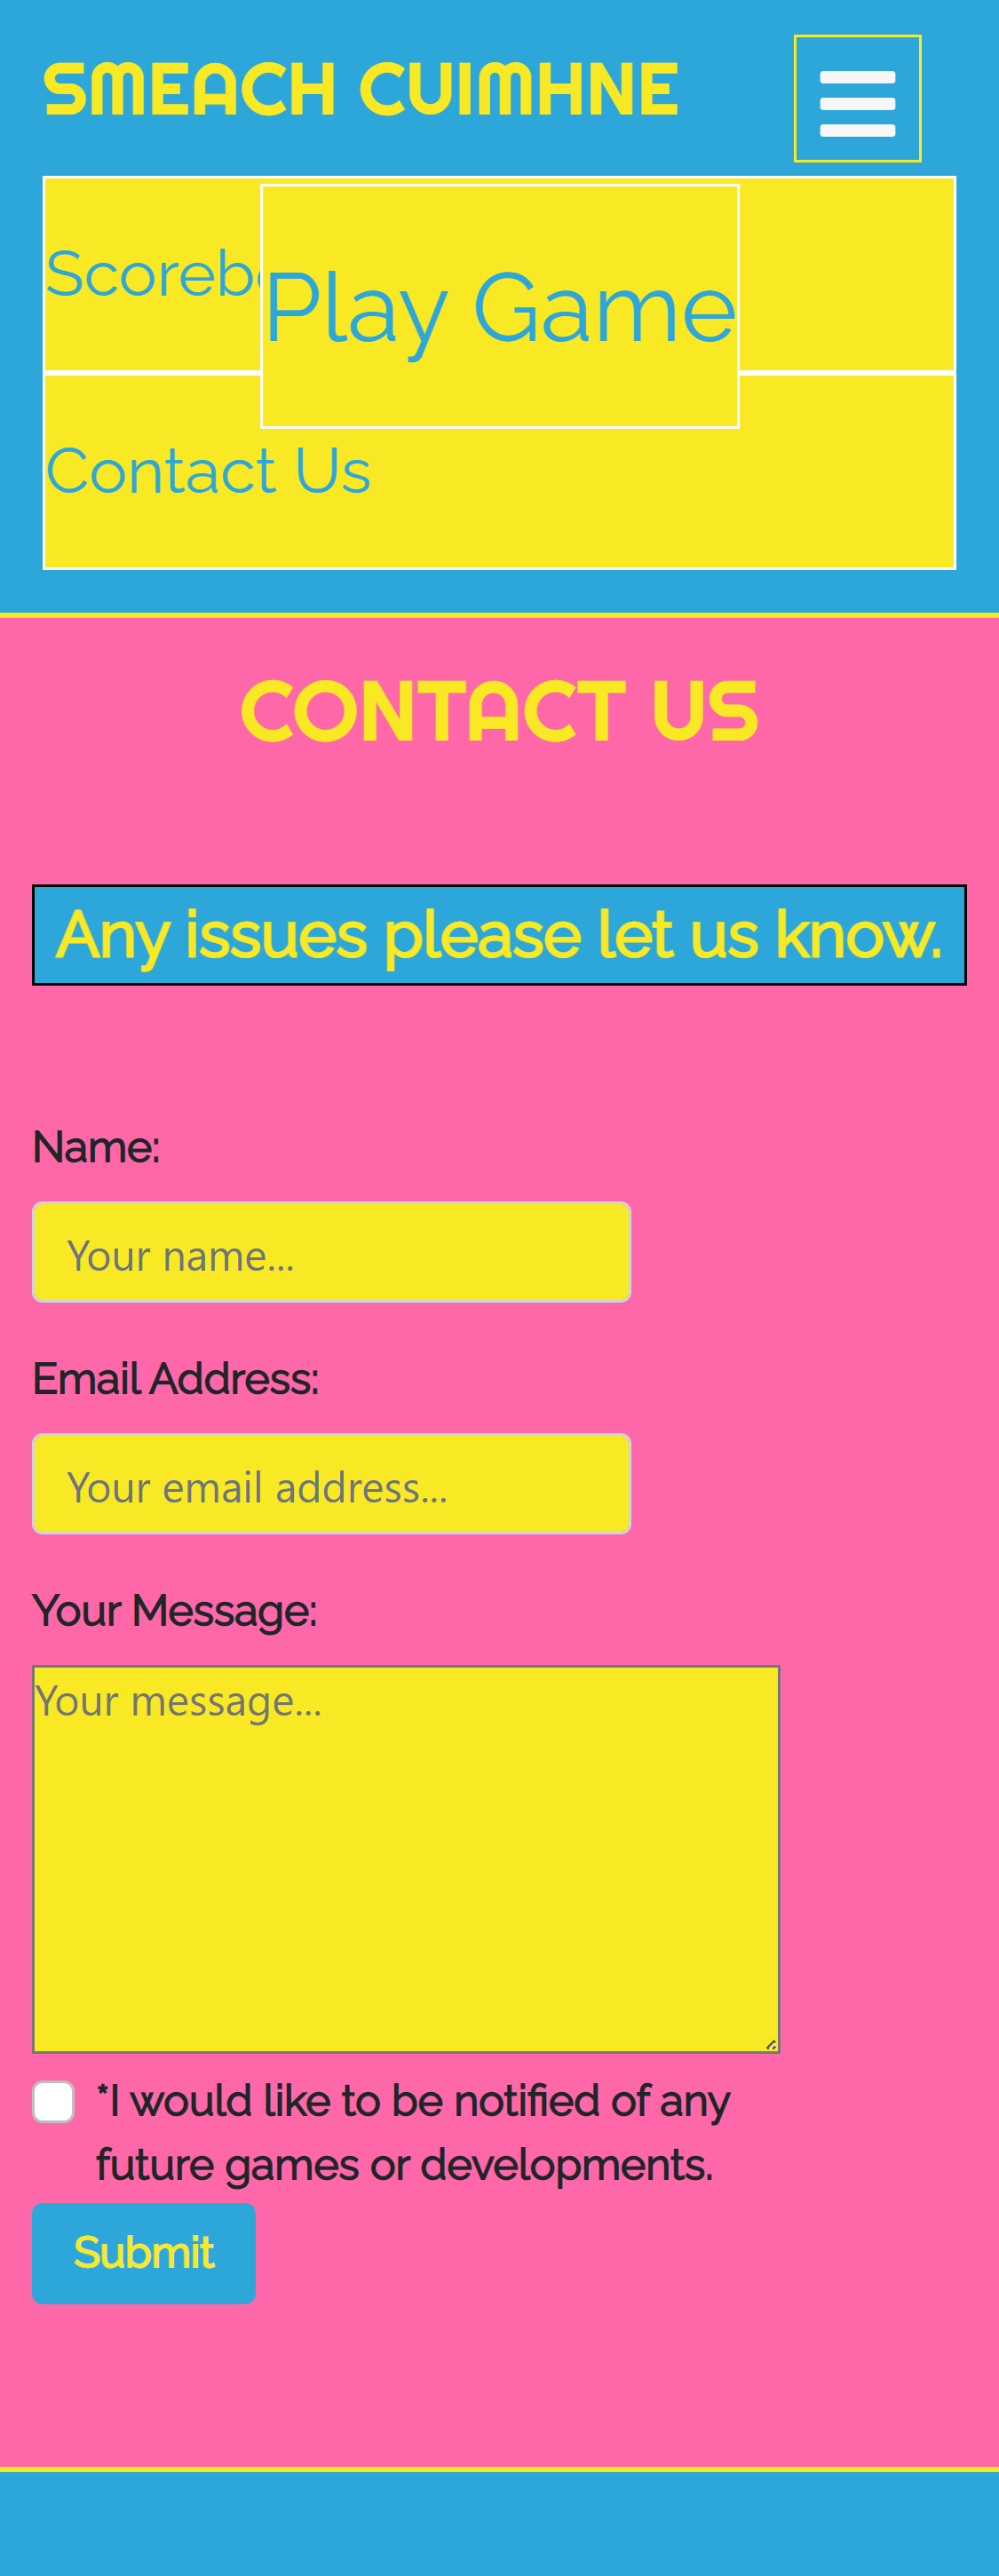 SMEACH CUIMHNE
Play Game
Contact Us
CONTACT US
Any issues please let us know.
Name:
Your name...
Email Address:
Your email address...
Your Message:
Your message...
*I would like to be notified of any
future games or developments.
Submit